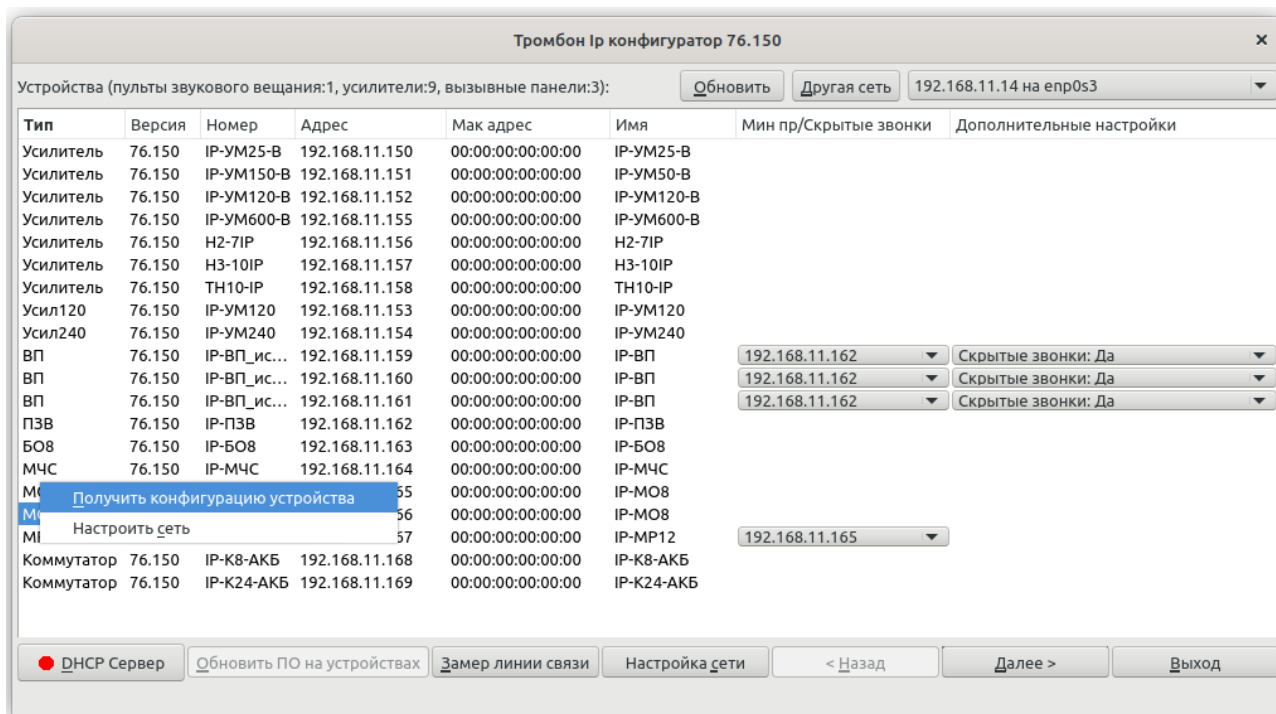 Тромбон Ip конфигуратор 76.150 ×
Устройства (пульты звукового вещания:1, усилители:9, вызывные панели:3): Обновить Другая сеть 192.168.11.14 на enp0s3
Тип Версия Номер Адрес Мак адрес Имя Мин пр/Скрытые звонки Дополнительные настройки
Усилитель 76.150 IP-УМ25-В 192.168.11.150 00:00:00:00:00:00 IP-УМ25-В
Усилитель 76.150 IP-УМ150-В 192.168.11.151 00:00:00:00:00:00 IP-УМ50-В
Усилитель 76.150 IP-УМ120-В 192.168.11.152 00:00:00:00:00:00 IP-УМ120-В
Усилитель 76.150 IP-УМ600-В 192.168.11.155 00:00:00:00:00:00 IP-УМ600-В
Усилитель 76.150 Н2-7IP 192.168.11.156 00:00:00:00:00:00 Н2-7IP
Усилитель 76.150 Н3-10IP 192.168.11.157 00:00:00:00:00:00 Н3-10IP
Усилитель 76.150 TH10-IP 192.168.11.158 00:00:00:00:00:00 TH10-IP
Усил120 76.150 IP-УМ120 192.168.11.153 00:00:00:00:00:00 IP-УМ120
Усил240 76.150 IP-УМ240 192.168.11.154 00:00:00:00:00:00 IP-УМ240
ВП 76.150 IP-ВП_ис... 192.168.11.159 00:00:00:00:00:00 IP-ВП 192.168.11.162 Скрытые звонки: Да
ВП 76.150 IP-ВП_ис... 192.168.11.160 00:00:00:00:00:00 IP-ВП 192.168.11.162 Скрытые звонки: Да
ВП 76.150 IP-ВП_ис... 192.168.11.161 00:00:00:00:00:00 IP-ВП 192.168.11.162 Скрытые звонки: Да
ПЗВ 76.150 IP-ПЗВ 192.168.11.162 00:00:00:00:00:00 IP-ПЗВ
БО8 76.150 IP-БО8 192.168.11.163 00:00:00:00:00:00 IP-БО8
МЧС 76.150 IP-МЧС 192.168.11.164 00:00:00:00:00:00 IP-МЧС
Получить конфигурацию устройства 65 00:00:00:00:00:00 IP-МО8
66 00:00:00:00:00:00 IP-МО8
Настроить сеть
67 00:00:00:00:00:00 IP-МР12 192.168.11.165
Коммутатор 76.150 IP-К8-АКБ 192.168.11.168 00:00:00:00:00:00 IP-К8-АКБ
Коммутатор 76.150 IP-К24-АКБ 192.168.11.169 00:00:00:00:00:00 IP-К24-АКБ
DHCP Сервер Обновить ПО на устройствах Замер линии связи Настройка сети < Назад Далее > Выход